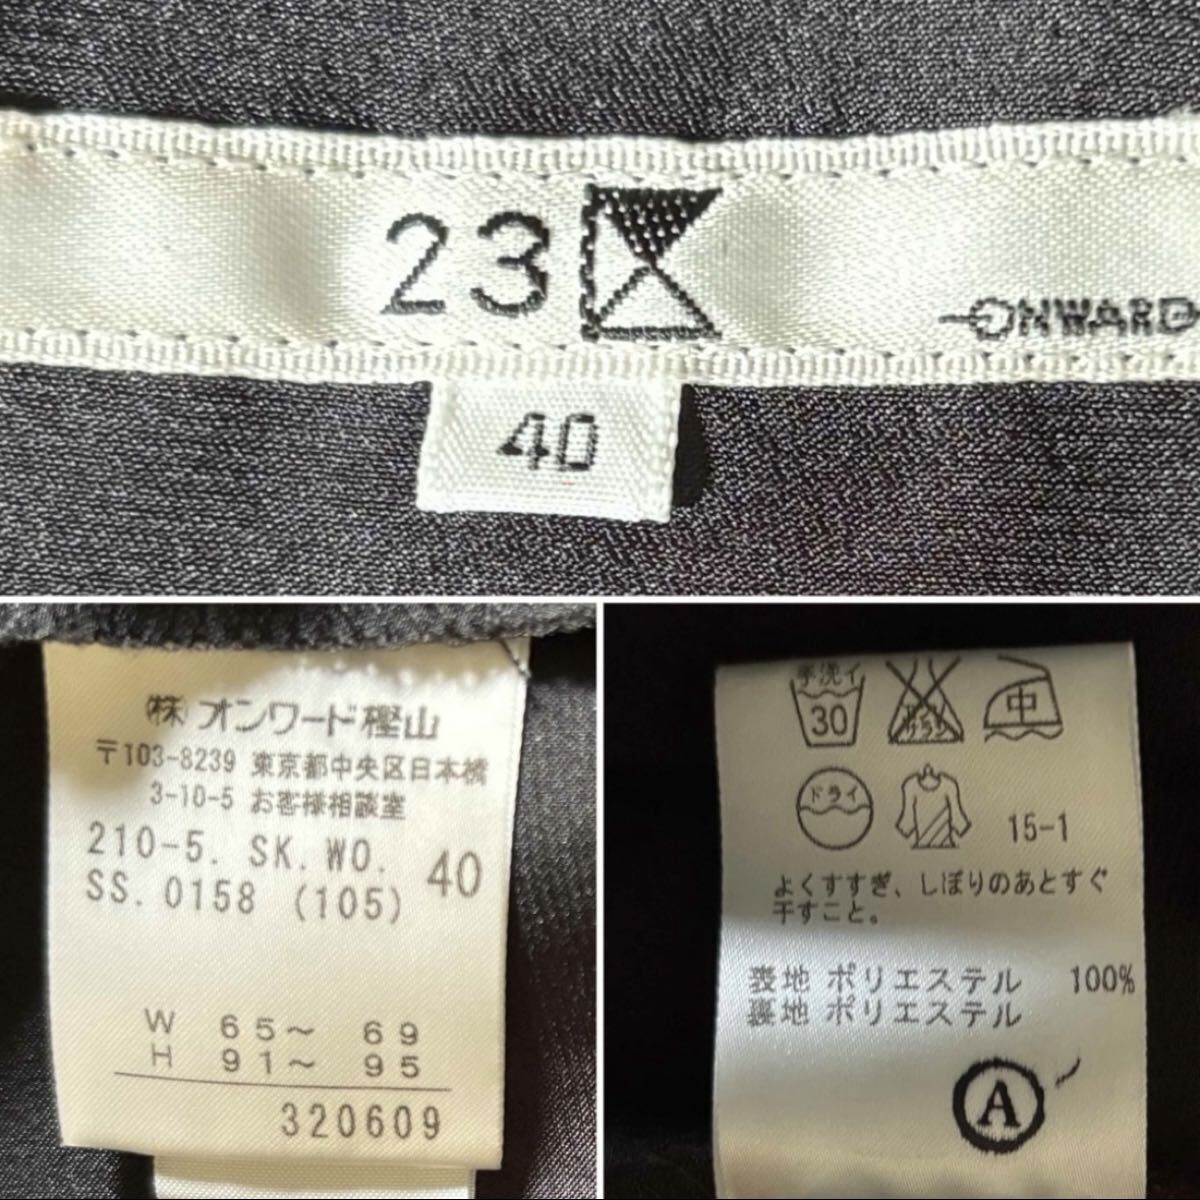 23
ONWARD
40
(株) オンワード樫山
〒103-8239 東京都中央区日本橋
3-10-5 お客様相談室
210-5. SK. WO. 40
SS. 0158 (105)
W 65～ 69
H 91～ 95
320609
手洗イ
30
中
ドライ
15-1
よくすすぎ、しぼりのあとすぐ
干すこと。
表地 ポリエステル 100%
裏地 ポリエステル
A